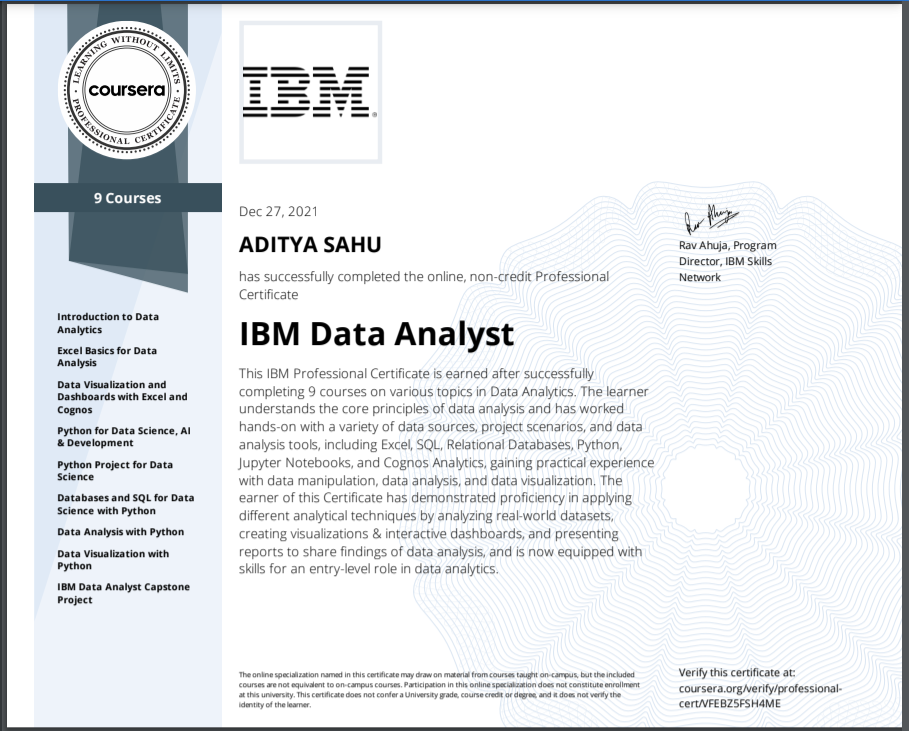 LEARNING WITHOUT LIMITS
coursera
PROFESSIONAL CERTIFICATE
9 Courses
Introduction to Data
Analytics
Excel Basics for Data
Analysis
Data Visualization and
Dashboards with Excel and
Cognos
Python for Data Science, AI
& Development
Python Project for Data
Science
Databases and SQL for Data
Science with Python
Data Analysis with Python
Data Visualization with
Python
IBM Data Analyst Capstone
Project
IBM®
Dec 27, 2021
ADITYA SAHU
has successfully completed the online, non-credit Professional
Certificate
IBM Data Analyst
This IBM Professional Certificate is earned after successfully
completing 9 courses on various topics in Data Analytics. The learner
understands the core principles of data analysis and has worked
hands-on with a variety of data sources, project scenarios, and data
analysis tools, including Excel, SQL, Relational Databases, Python,
Jupyter Notebooks, and Cognos Analytics, gaining practical experience
with data manipulation, data analysis, and data visualization. The
earner of this Certificate has demonstrated proficiency in applying
different analytical techniques by analyzing real-world datasets,
creating visualizations & interactive dashboards, and presenting
reports to share findings of data analysis, and is now equipped with
skills for an entry-level role in data analytics.
Rav Ahuja
Rav Ahuja, Program
Director, IBM Skills
Network
The online specialization named in this certificate may draw on material from courses taught on-campus, but the included
courses are not equivalent to on-campus courses. Participation in this online specialization does not constitute enrollment
at this university. This certificate does not confer a University grade, course credit or degree, and it does not verify the
identity of the learner.
Verify this certificate at:
coursera.org/verify/professional-
cert/VFEBZ5FSH4ME